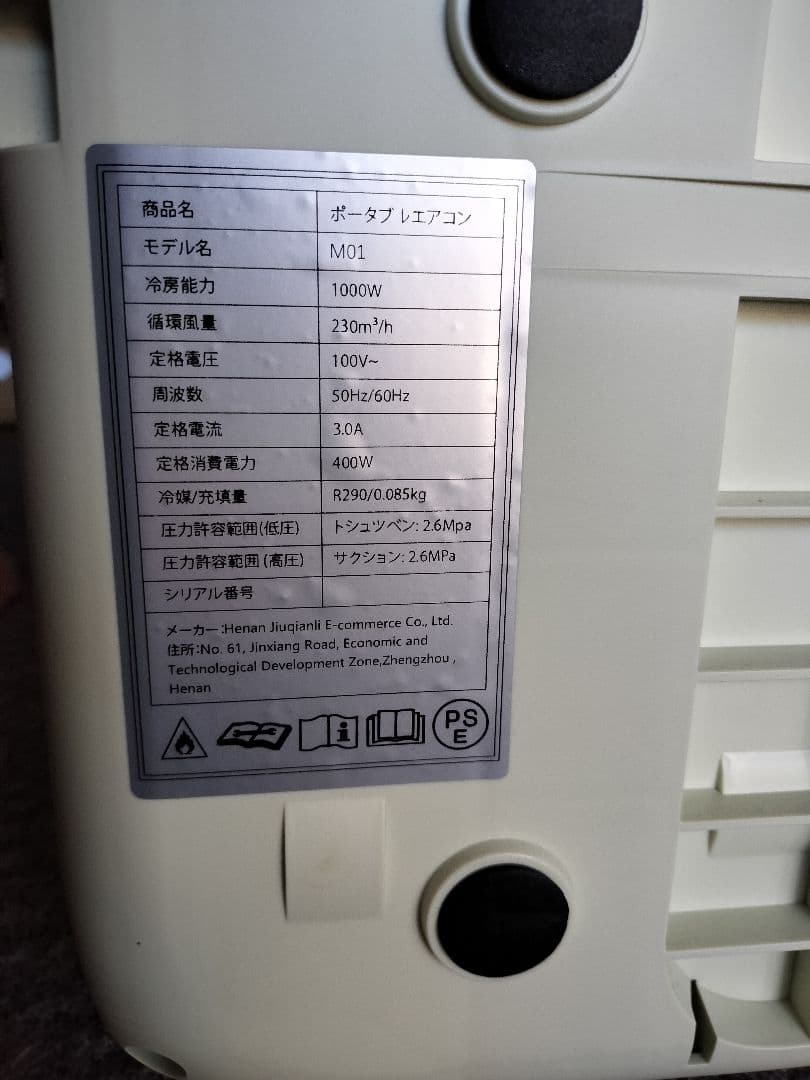 商品名 ポータブルエアコン
モデル名 M01
冷房能力 1000W
循環風量 230m³/h
定格電圧 100V~
周波数 50Hz/60Hz
定格電流 3.0A
定格消費電力 400W
冷媒/充填量 R290/0.085kg
圧力許容範囲(低圧) トシュツベン: 2.6Mpa
圧力許容範囲 (高圧) サクション: 2.6MPa
シリアル番号
メーカー:Henan Jiuqianli E-commerce Co., Ltd.
住所:No. 61, Jinxiang Road, Economic and
Technological Development Zone,Zhengzhou ,
Henan
PS
E